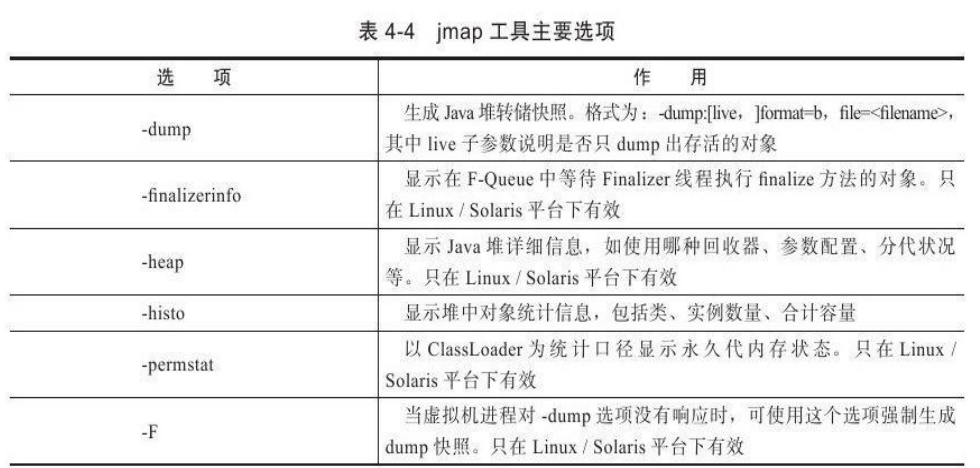 表 4-4 jmap 工具主要选项
选 项
作 用
-dump
生成 Java 堆转储快照。格式为：-dump:[live，]format=b，file=<filename>，
其中 live 子参数说明是否只 dump 出存活的对象
-finalizerinfo
显示在 F-Queue 中等待 Finalizer 线程执行 finalize 方法的对象。只
在 Linux / Solaris 平台下有效
-heap
显示 Java 堆详细信息，如使用哪种回收器、参数配置、分代状况
等。只在 Linux / Solaris 平台下有效
-histo
显示堆中对象统计信息，包括类、实例数量、合计容量
-permstat
以 ClassLoader 为统计口径显示永久代内存状态。只在 Linux /
Solaris 平台下有效
-F
当虚拟机进程对 -dump 选项没有响应时，可使用这个选项强制生成
dump 快照。只在 Linux / Solaris 平台下有效